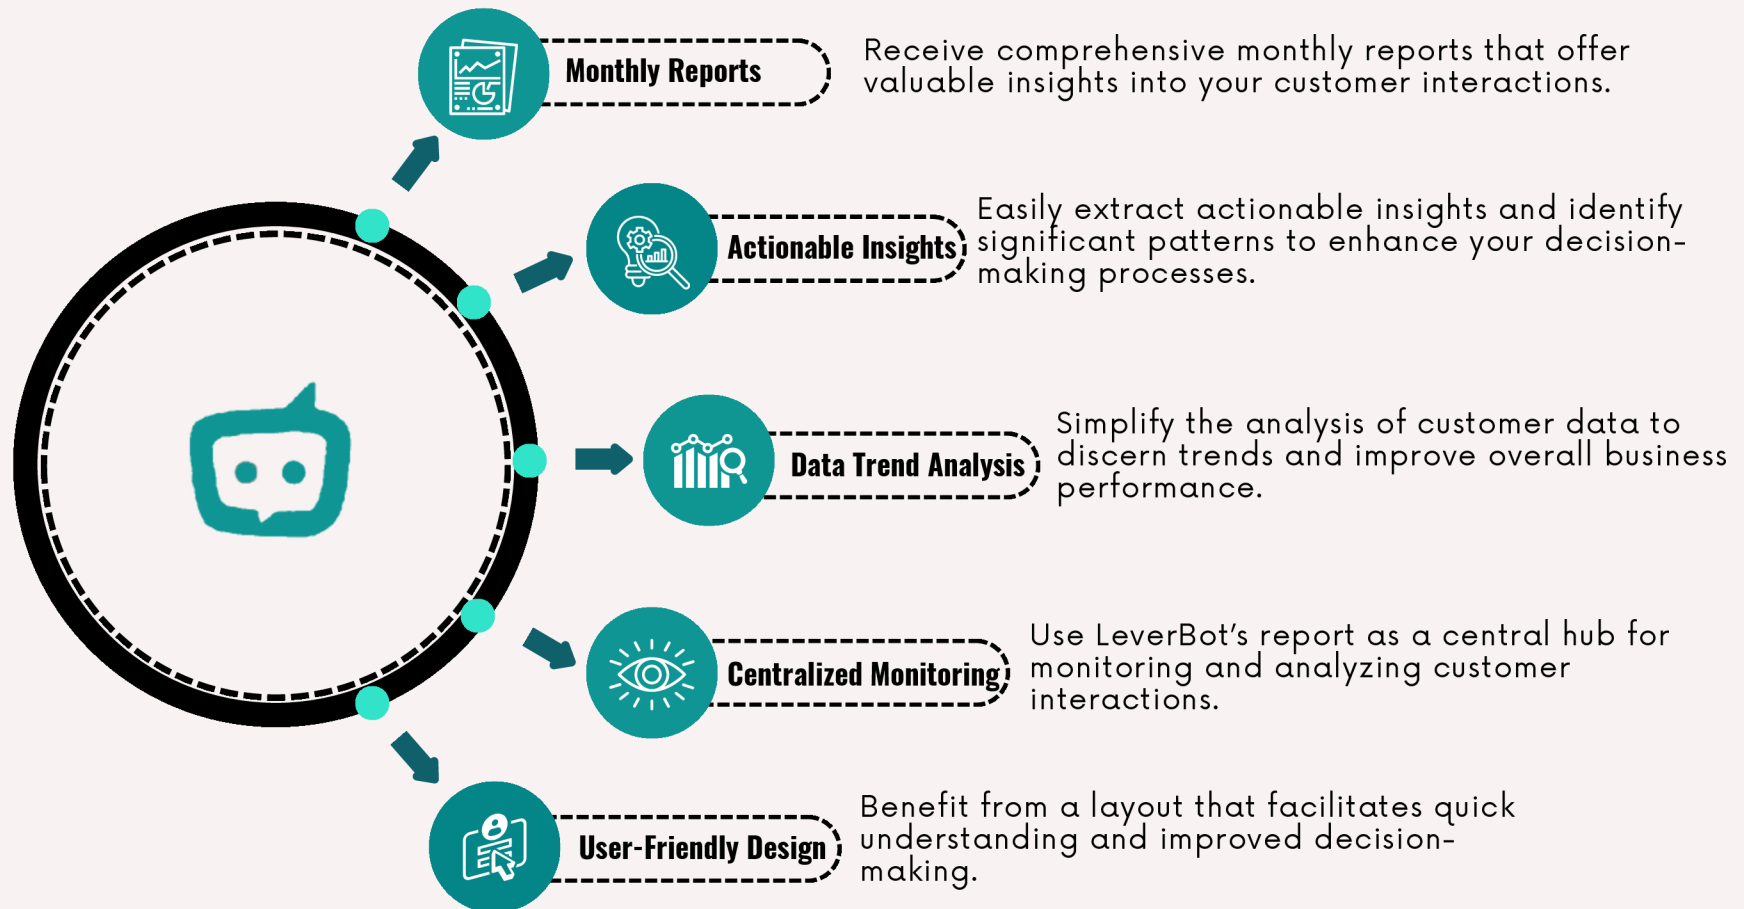 Monthly Reports
Receive comprehensive monthly reports that offer
valuable insights into your customer interactions.
Actionable Insights
Easily extract actionable insights and identify
significant patterns to enhance your decision-
making processes.
Data Trend Analysis
Simplify the analysis of customer data to
discern trends and improve overall business
performance.
Centralized Monitoring
Use LeverBot’s report as a central hub for
monitoring and analyzing customer
interactions.
User-Friendly Design
Benefit from a layout that facilitates quick
understanding and improved decision-
making.